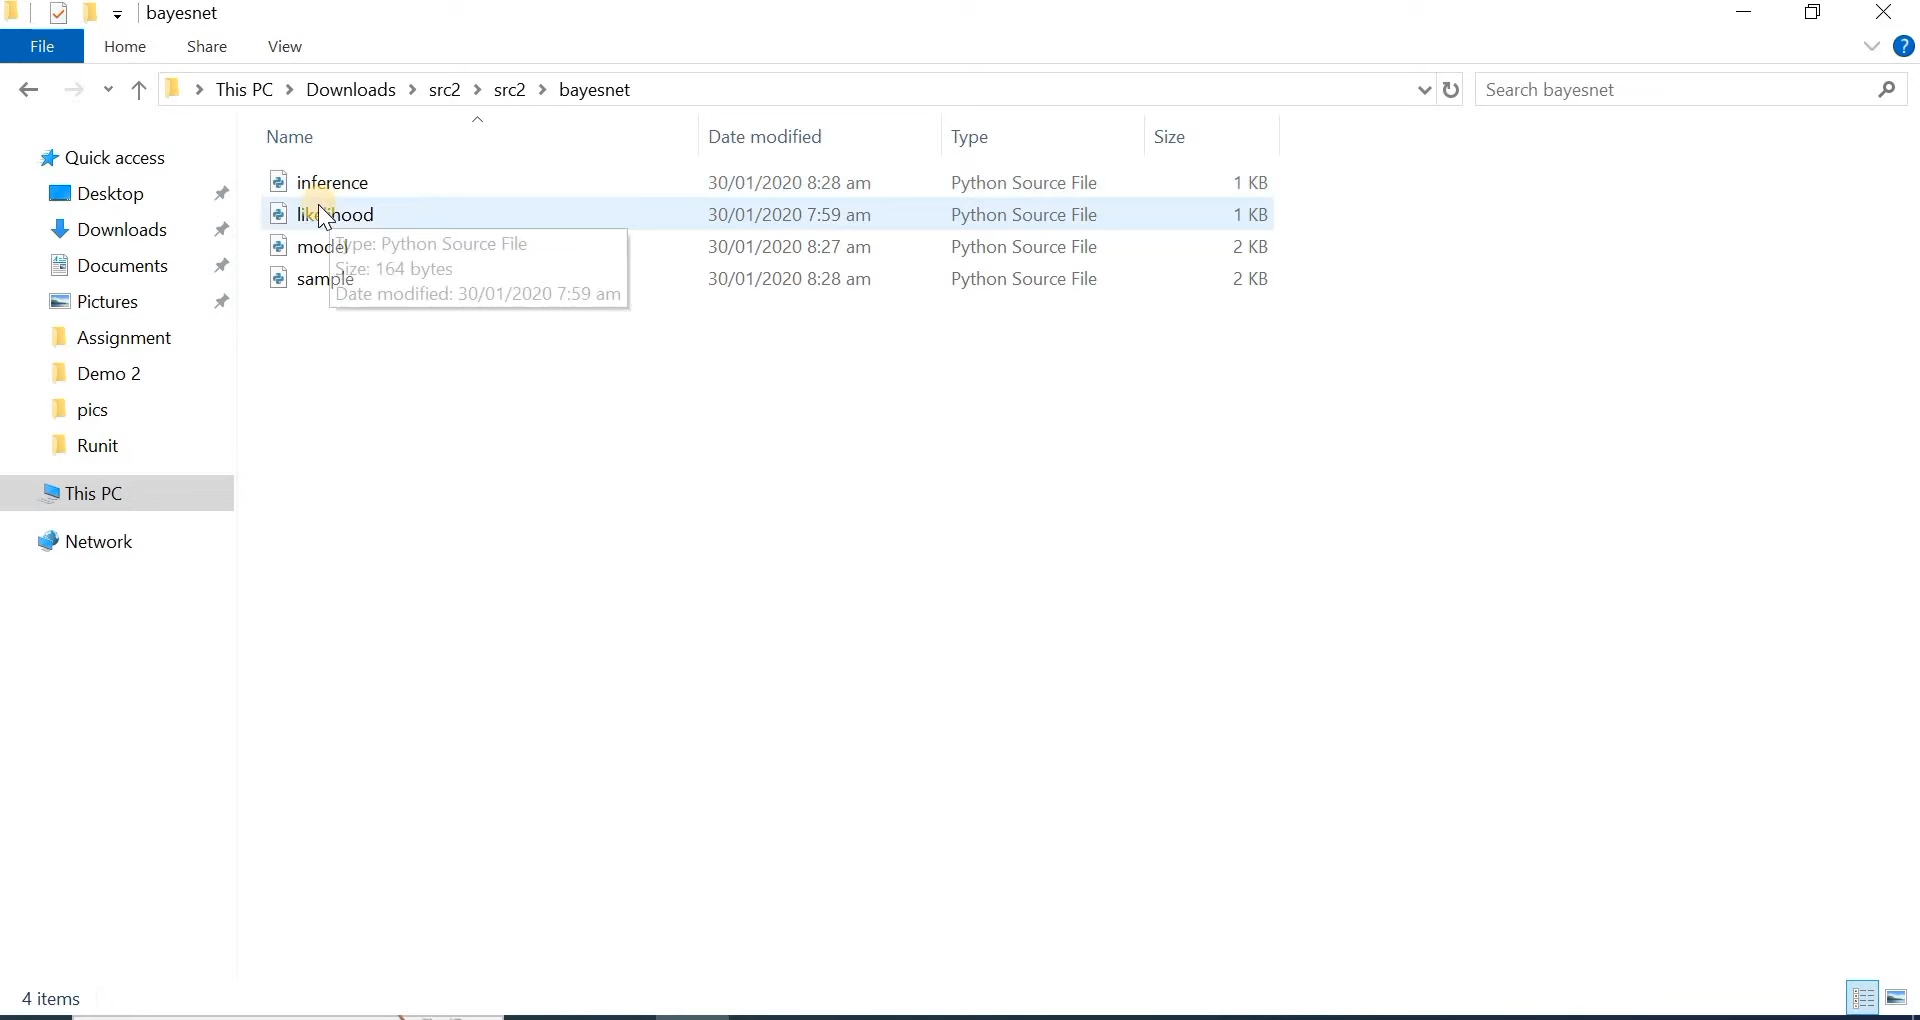 bayesnet
File Home Share View
This PC Downloads src2 src2 bayesnet
Search bayesnet
Name Date modified Type Size
Quick access
Desktop
Downloads
Documents
Pictures
Assignment
Demo 2
pics
Runit
This PC
Network
inference 30/01/2020 8:28 am Python Source File 1 KB
likelihood 30/01/2020 7:59 am Python Source File 1 KB
model 30/01/2020 8:27 am Python Source File 2 KB
sample 30/01/2020 8:28 am Python Source File 2 KB
Type: Python Source File
Size: 164 bytes
Date modified: 30/01/2020 7:59 am
4 items